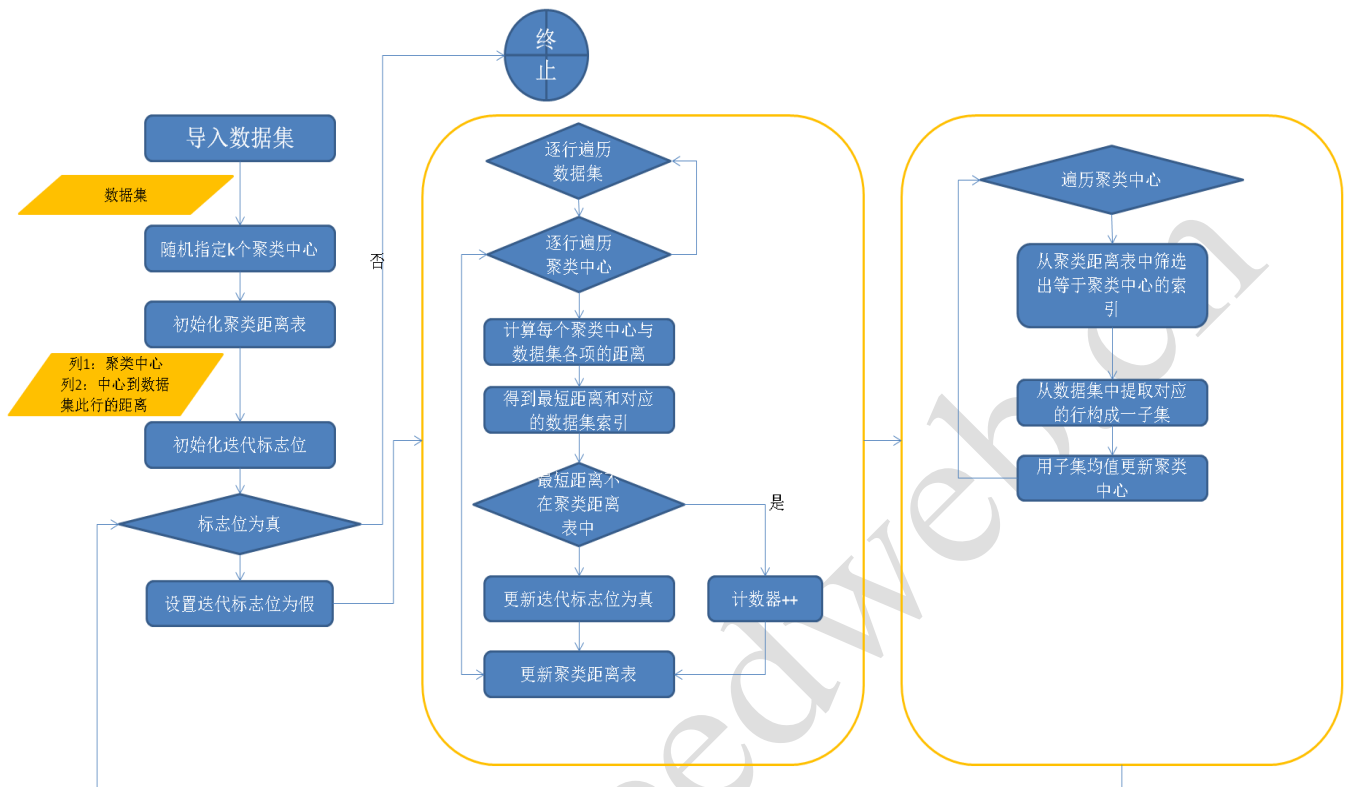 终
止
导入数据集
数据集
随机指定k个聚类中心
初始化聚类距离表
列1: 聚类中心
列2: 中心到数据
集此行的距离
初始化迭代标志位
标志位为真
设置迭代标志位为假
否
逐行遍历
数据集
逐行遍历
聚类中心
计算每个聚类中心与
数据集各项的距离
得到最短距离和对应
的数据集索引
最短距离不
在聚类距离
表中
是
更新迭代标志位为真
计数器++
更新聚类距离表
遍历聚类中心
从聚类距离表中筛选
出等于聚类中心的索
引
从数据集中提取对应
的行构成一子集
用子集均值更新聚类
中心
edweb.cn